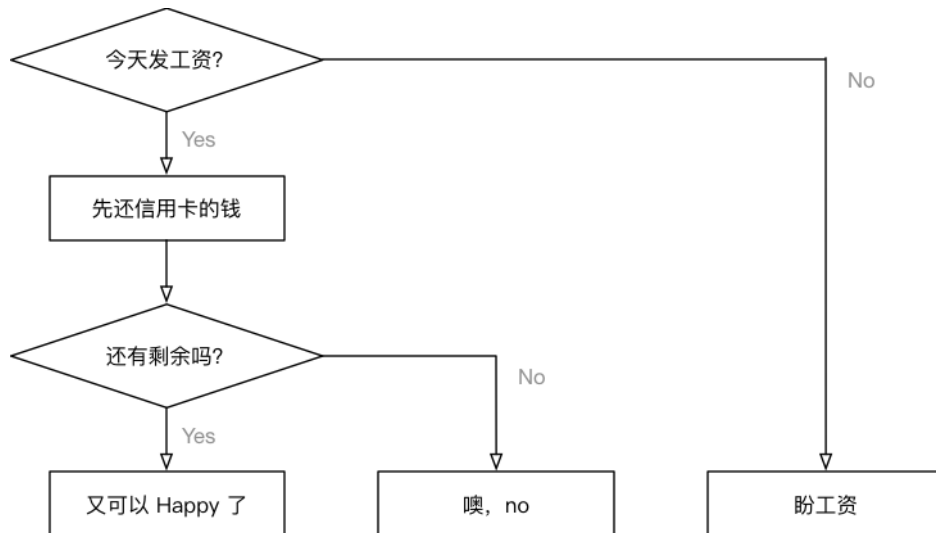 今天发工资?
No
Yes
先还信用卡的钱
还有剩余吗?
No
Yes
又可以 Happy 了
噢，no
盼工资